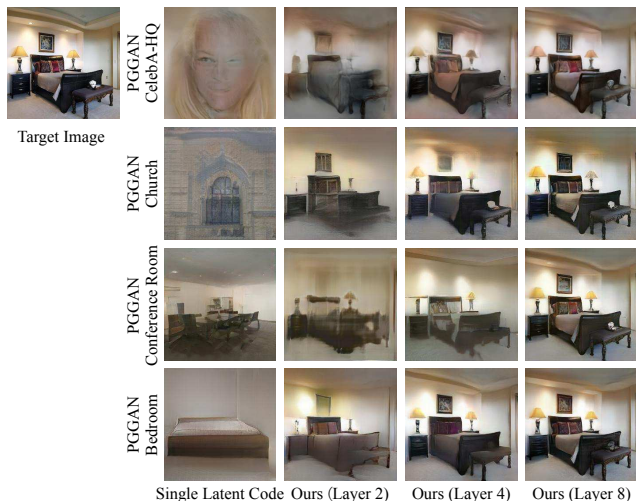 Target Image
PGGAN
CelebA-HQ
PGGAN
Church
PGGAN
Conference Room
PGGAN
Bedroom
Single Latent Code
Ours (Layer 2)
Ours (Layer 4)
Ours (Layer 8)